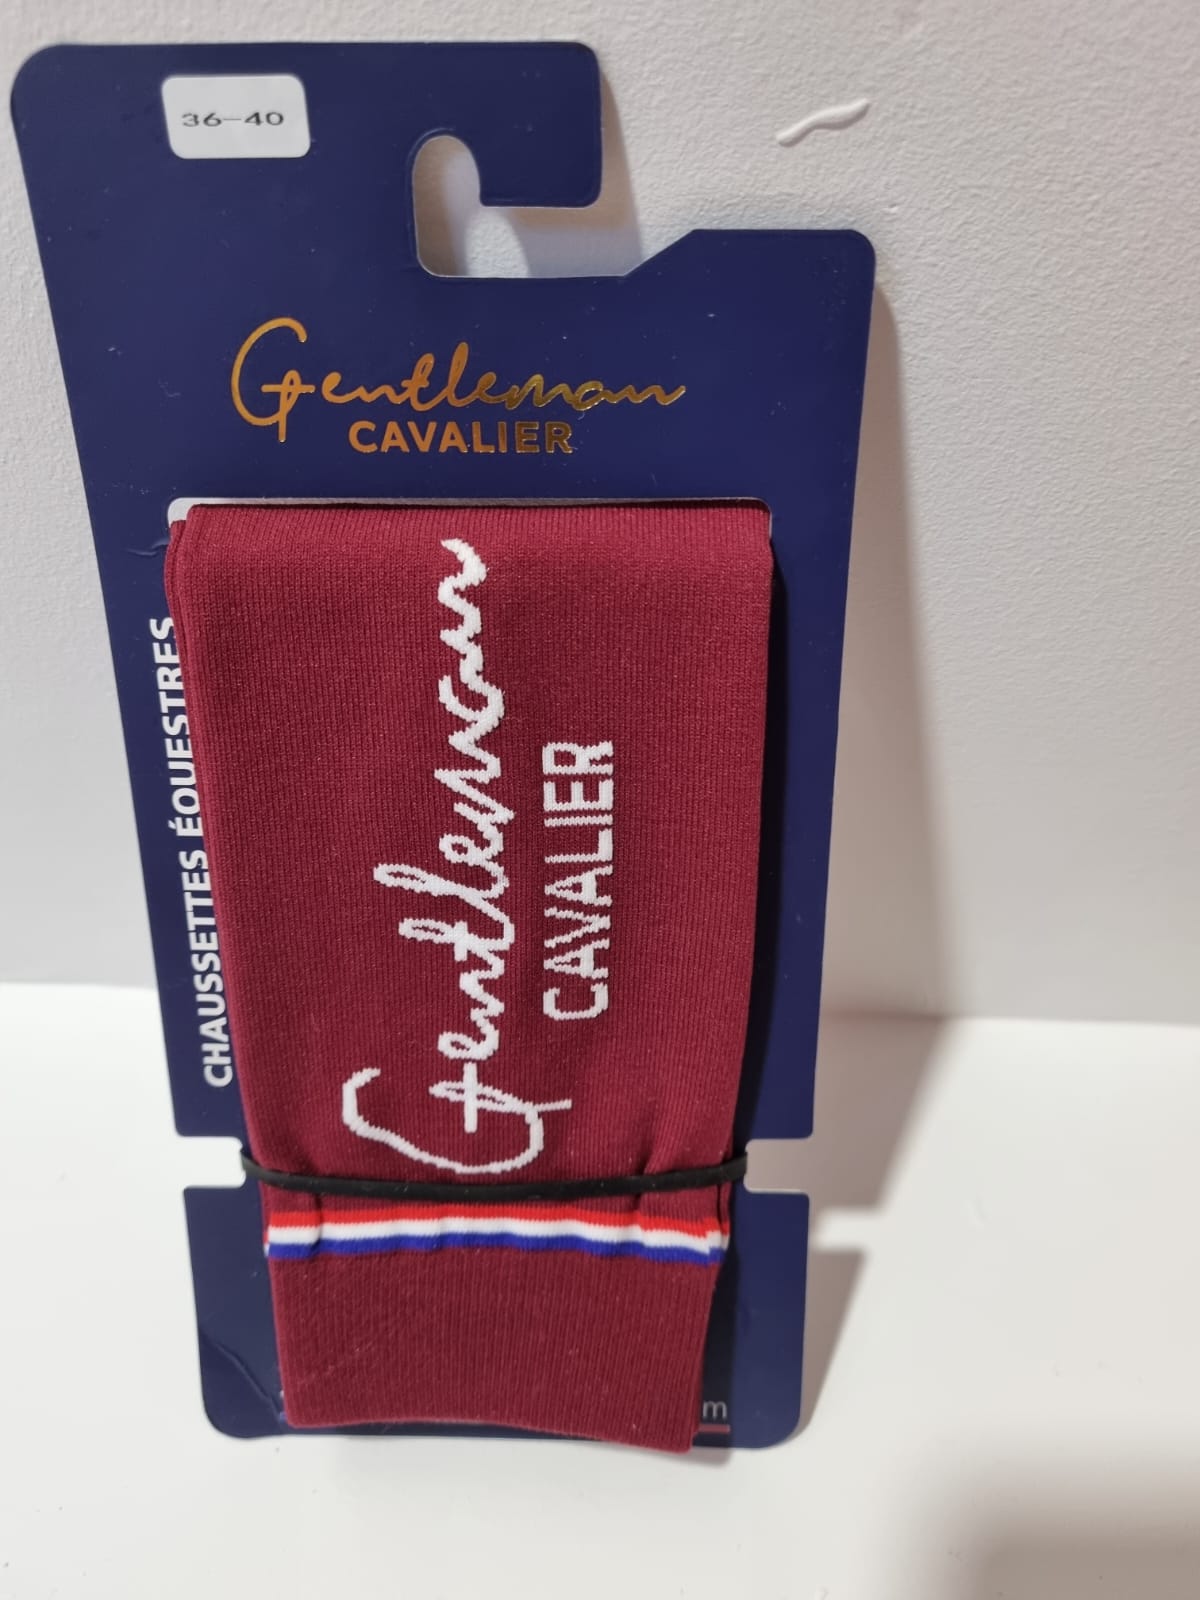 36-40
Gentleman
CAVALIER
CHAUSSETTES ÉQUESTRES
Gentleman
CAVALIER